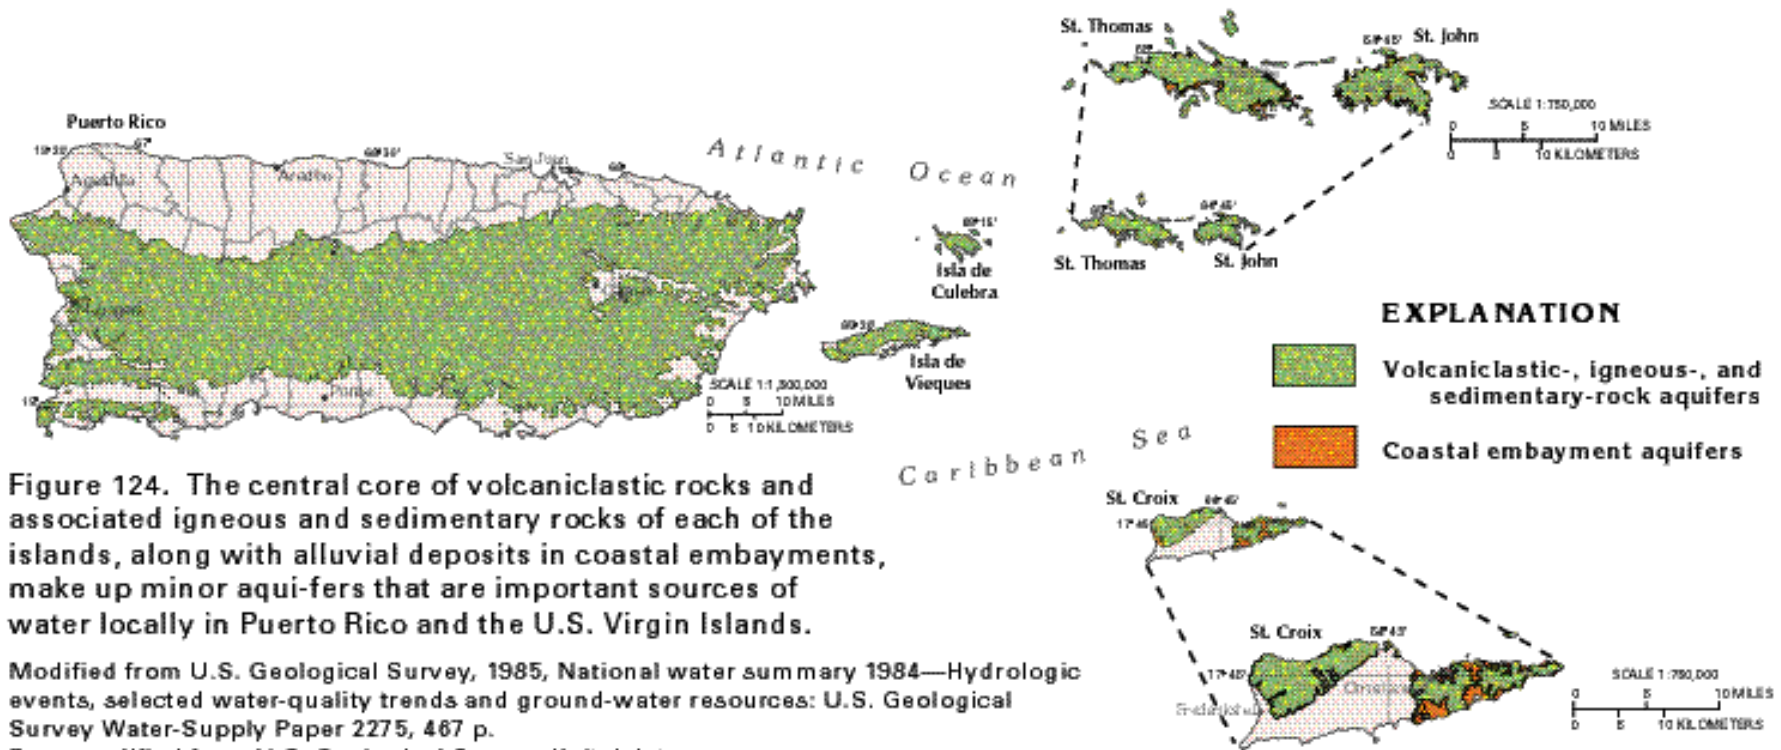 St. Thomas
St. John
SCALE 1:750,000
0 5 10 MILES
0 5 10 KILOMETERS
Puerto Rico
67°
San Juan
Atlantic Ocean
Isla de
Culebra
St. Thomas
St. John
Isla de
Vieques
SCALE 1:1,300,000
0 5 10 MILES
0 5 10 KILOMETERS
EXPLANATION
Volcaniclastic-, igneous-, and
sedimentary-rock aquifers
Coastal embayment aquifers
Caribbean Sea
Figure 124. The central core of volcaniclastic rocks and
associated igneous and sedimentary rocks of each of the
islands, along with alluvial deposits in coastal embayments,
make up minor aqui-fers that are important sources of
water locally in Puerto Rico and the U.S. Virgin Islands.
Modified from U.S. Geological Survey, 1985, National water summary 1984—Hydrologic
events, selected water-quality trends and ground-water resources: U.S. Geological
Survey Water-Supply Paper 2275, 467 p.
St. Croix
St. Croix
SCALE 1:750,000
0 5 10 MILES
0 5 10 KILOMETERS